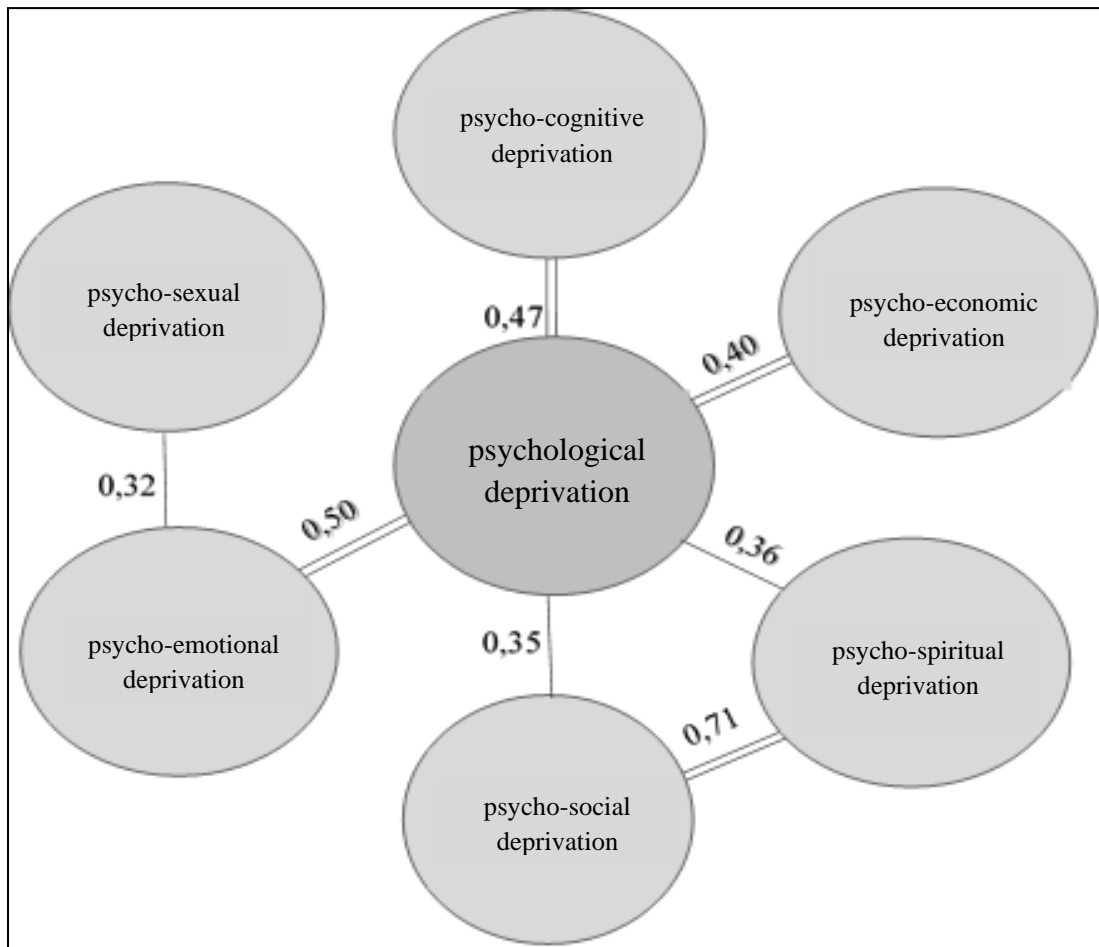 psycho-cognitive
deprivation
psycho-sexual
deprivation
psycho-economic
deprivation
0,47
0,40
psychological
deprivation
0,32
0,50
0,36
0,35
psycho-emotional
deprivation
psycho-spiritual
deprivation
0,71
psycho-social
deprivation